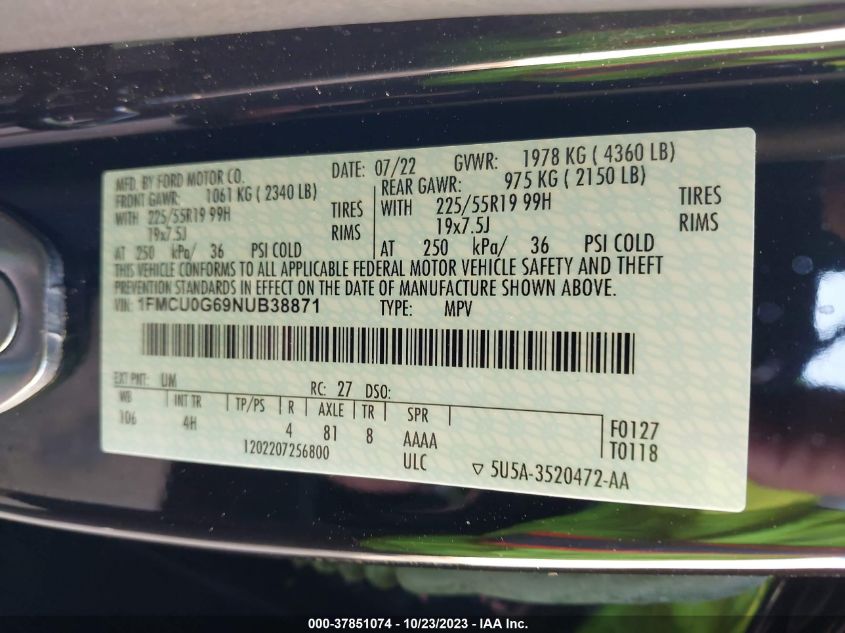 MFD. BY FORD MOTOR CO. DATE: 07/22 GVWR: 1978 KG ( 4360 LB)
FRONT GAWR: 1061 KG ( 2340 LB) REAR GAWR: 975 KG ( 2150 LB)
WITH 225/55R19 99H TIRES WITH 225/55R19 99H TIRES
19x7.5J RIMS 19x7.5J RIMS
AT 250 kPa/ 36 PSI COLD AT 250 kPa/ 36 PSI COLD
THIS VEHICLE CONFORMS TO ALL APPLICABLE FEDERAL MOTOR VEHICLE SAFETY AND THEFT
PREVENTION STANDARDS IN EFFECT ON THE DATE OF MANUFACTURE SHOWN ABOVE.
VIN: 1FMCU0G69NUB38871 TYPE: MPV
EXT PNT: UM RC: 27 DSO:
WB INT TR TP/PS R AXLE TR SPR
106 4H 4 81 8 AAAA F0127
1202207256800 ULC T0118
▽ 5U5A-3520472-AA
000-37851074 - 10/23/2023 - IAA Inc.